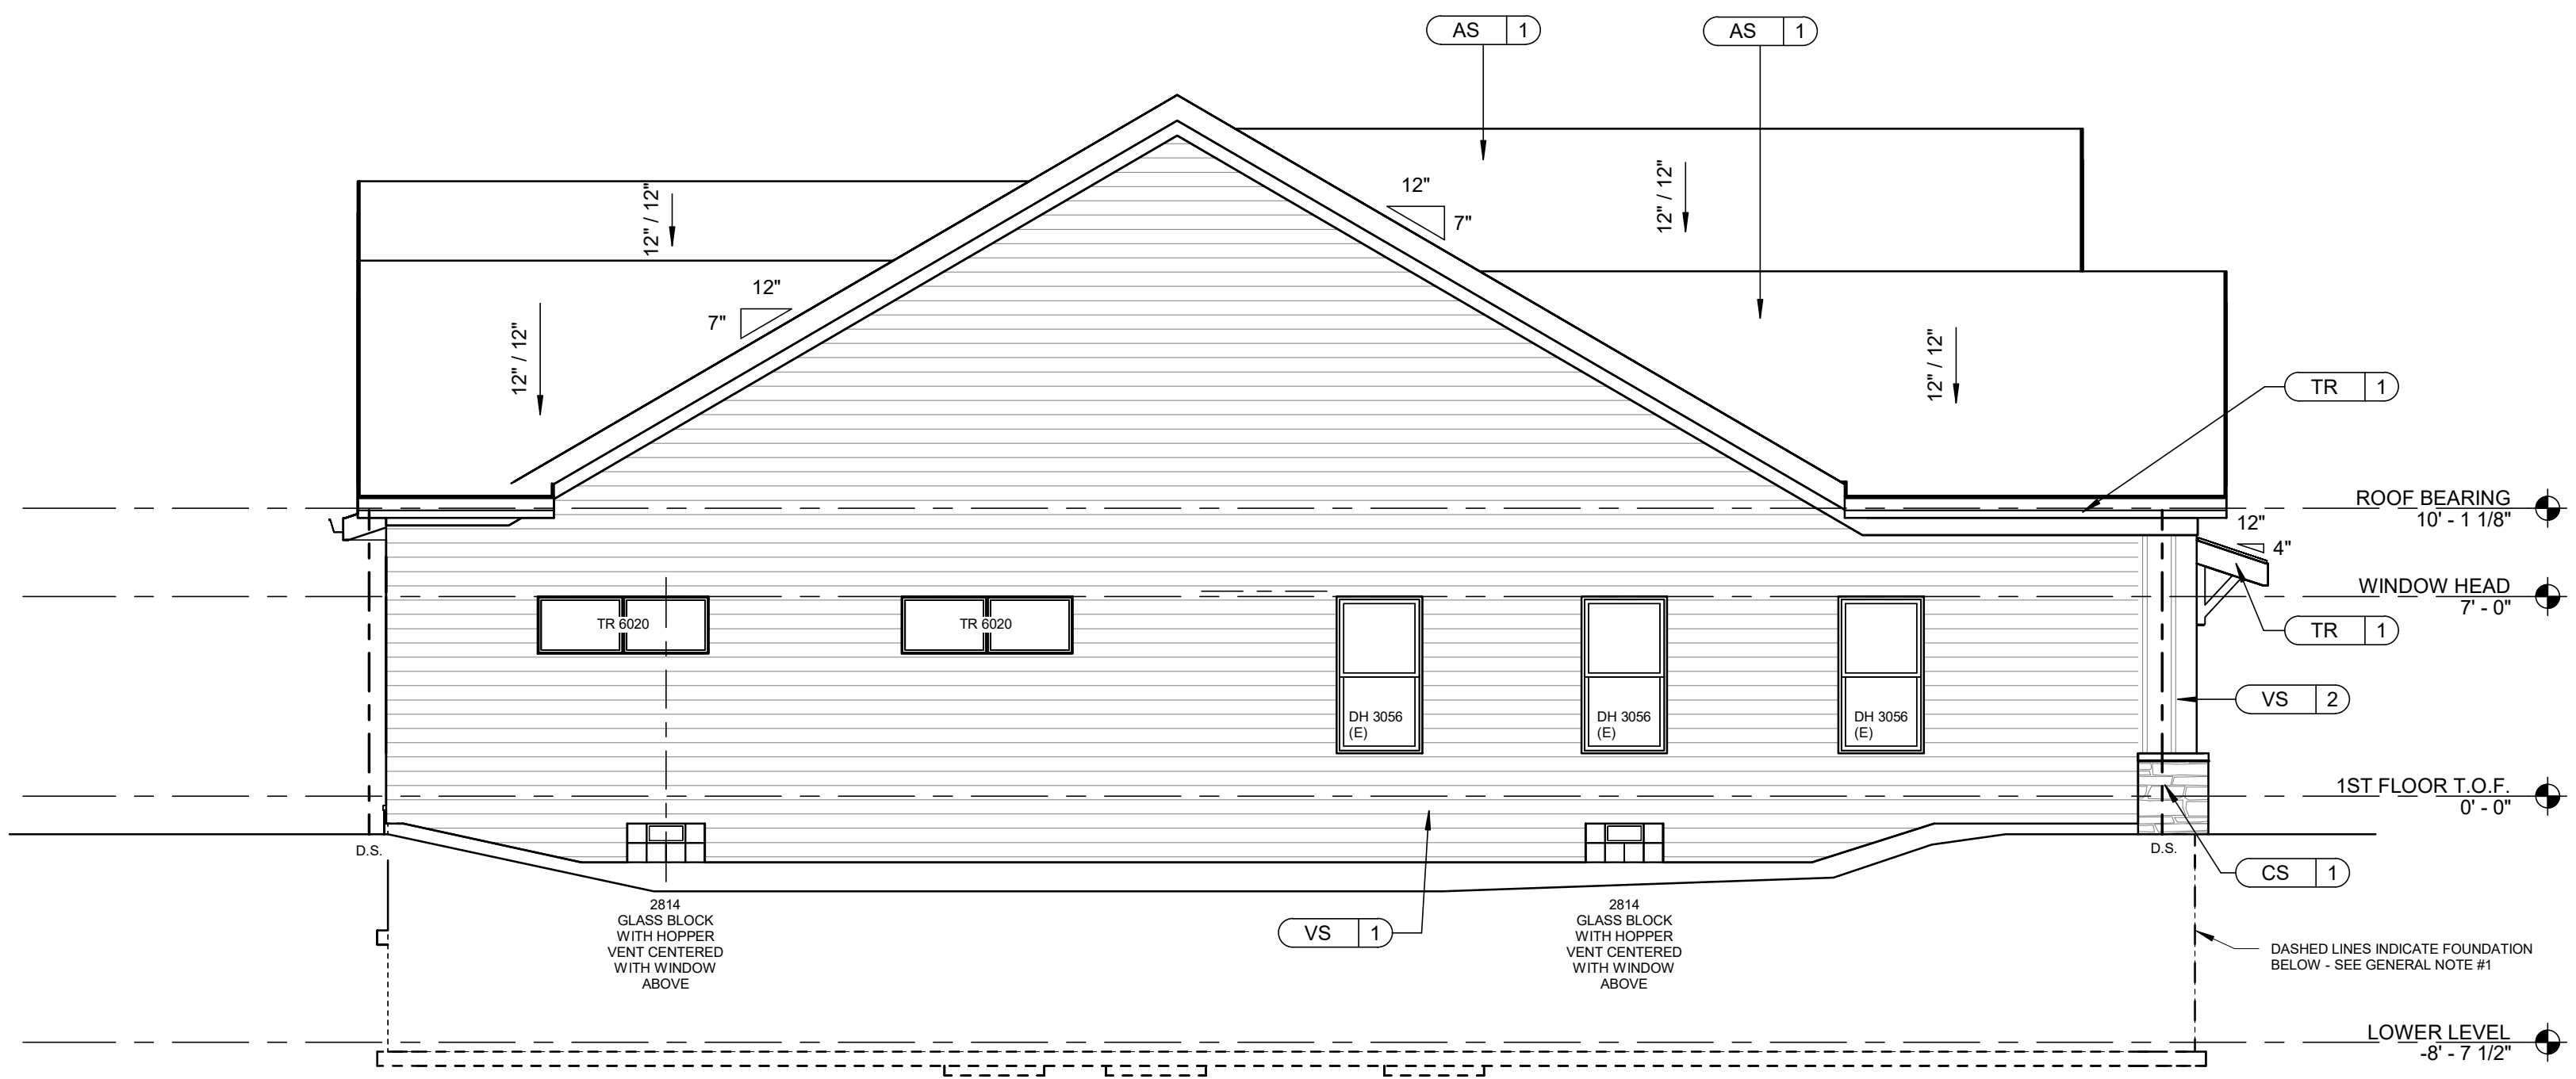 AS 1
AS 1
12" / 12"
12" / 12"
12"
7"
12"
7"
12" / 12"
12" / 12"
TR 1
ROOF BEARING
10' - 1 1/8"
12"
4"
WINDOW HEAD
7' - 0"
TR 6020
TR 6020
TR 1
DH 3056
(E)
DH 3056
(E)
DH 3056
(E)
VS 2
1ST FLOOR T.O.F.
0' - 0"
D.S.
D.S.
CS 1
2814
GLASS BLOCK
WITH HOPPER
VENT CENTERED
WITH WINDOW
ABOVE
VS 1
2814
GLASS BLOCK
WITH HOPPER
VENT CENTERED
WITH WINDOW
ABOVE
DASHED LINES INDICATE FOUNDATION
BELOW - SEE GENERAL NOTE #1
LOWER LEVEL
-8' - 7 1/2"